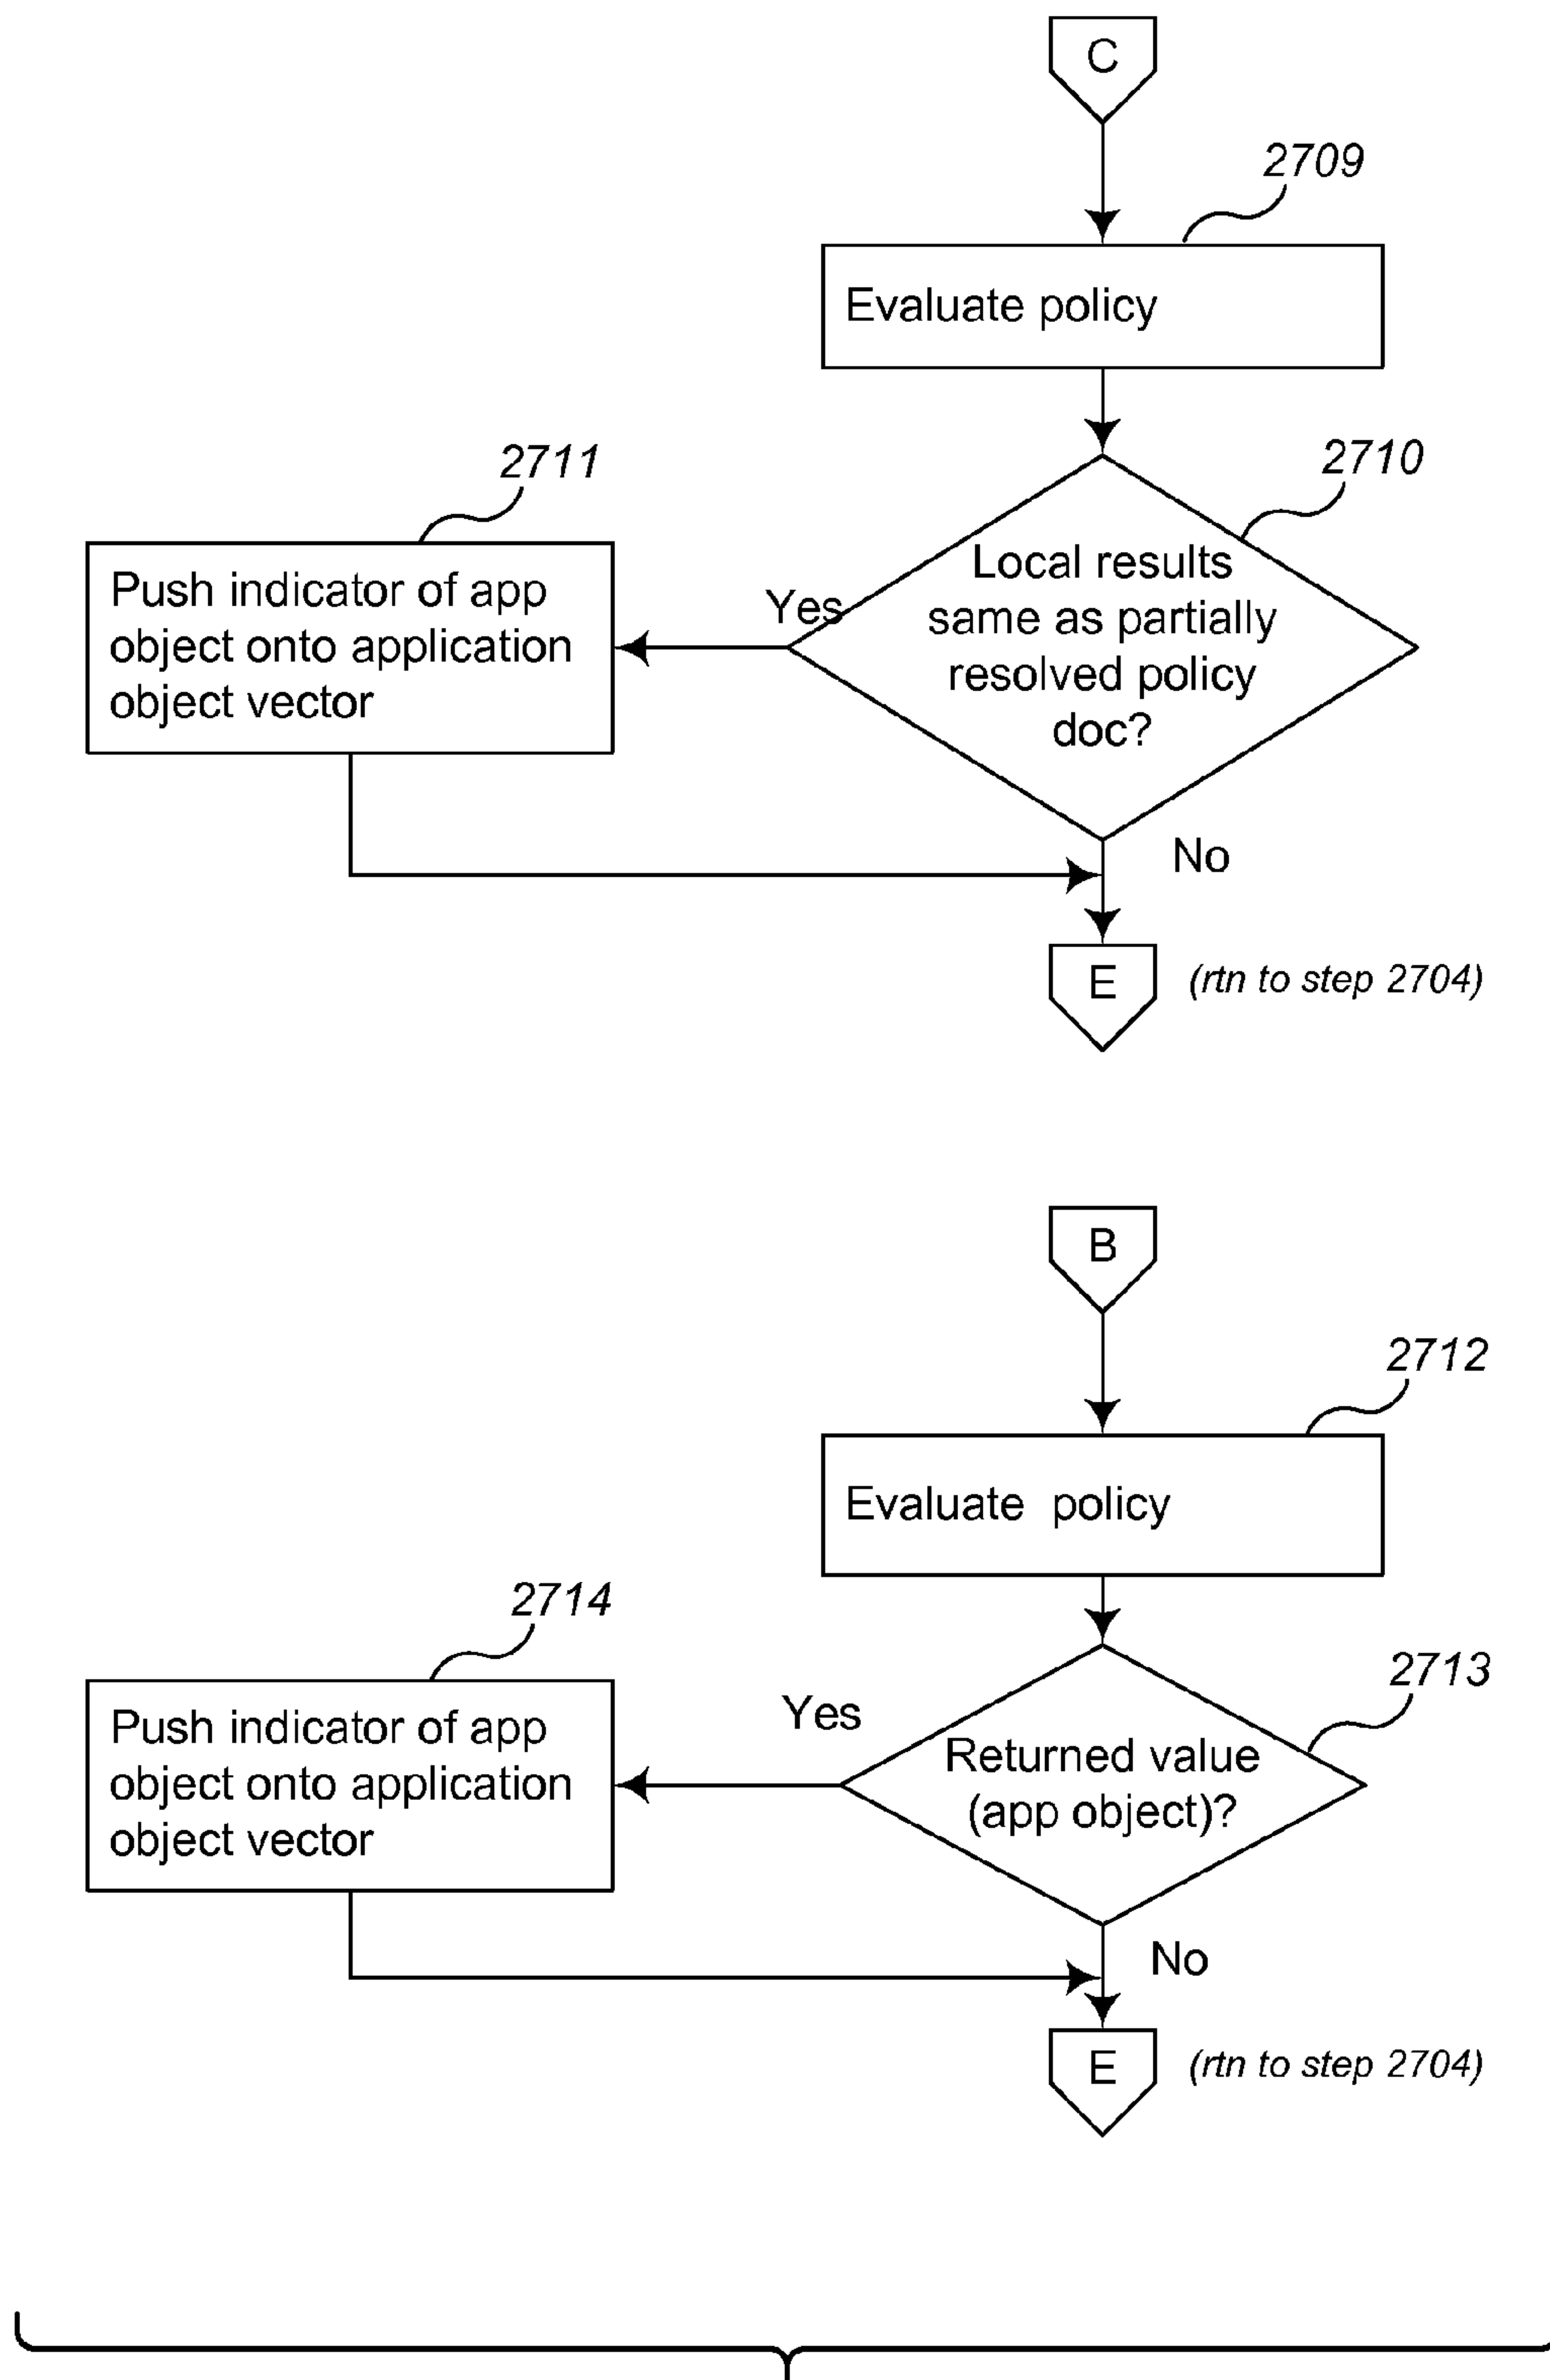 C
2709
Evaluate policy
2711
2710
Push indicator of app
object onto application
object vector
Yes
Local results
same as partially
resolved policy
doc?
No
E
(rtn to step 2704)
B
2712
Evaluate policy
2714
2713
Push indicator of app
object onto application
object vector
Yes
Returned value
(app object)?
No
E
(rtn to step 2704)